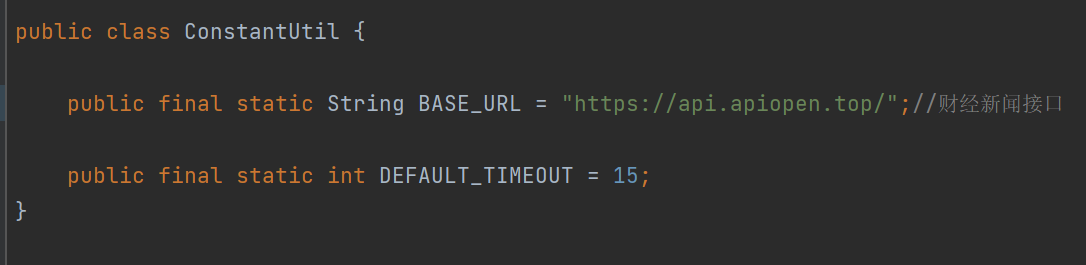 public class ConstantUtil {
public final static String BASE_URL = "https://api.apiopen.top/";//财经新闻接口
public final static int DEFAULT_TIMEOUT = 15;
}